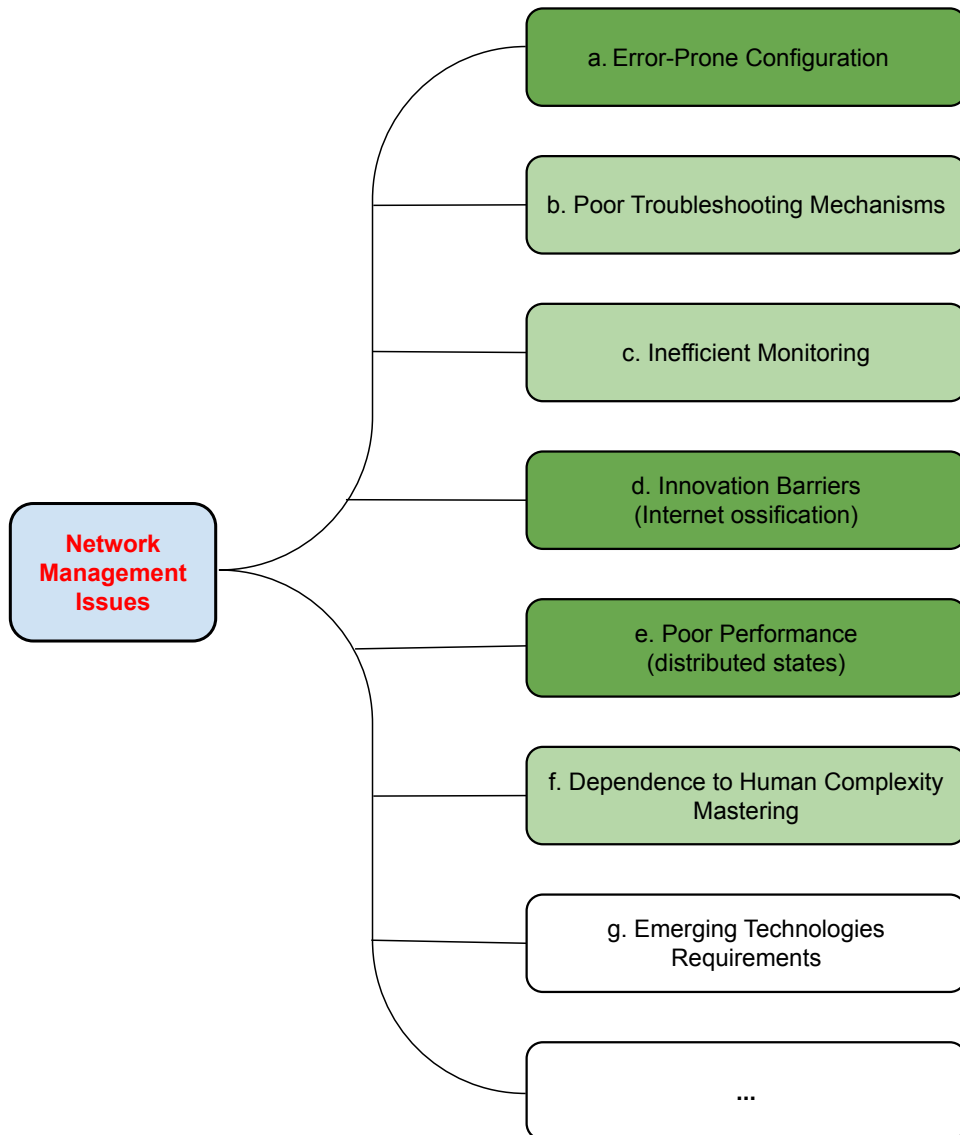 a. Error-Prone Configuration
b. Poor Troubleshooting Mechanisms
c. Inefficient Monitoring
d. Innovation Barriers
(Internet ossification)
Network
Management
Issues
e. Poor Performance
(distributed states)
f. Dependence to Human Complexity
Mastering
g. Emerging Technologies
Requirements
...